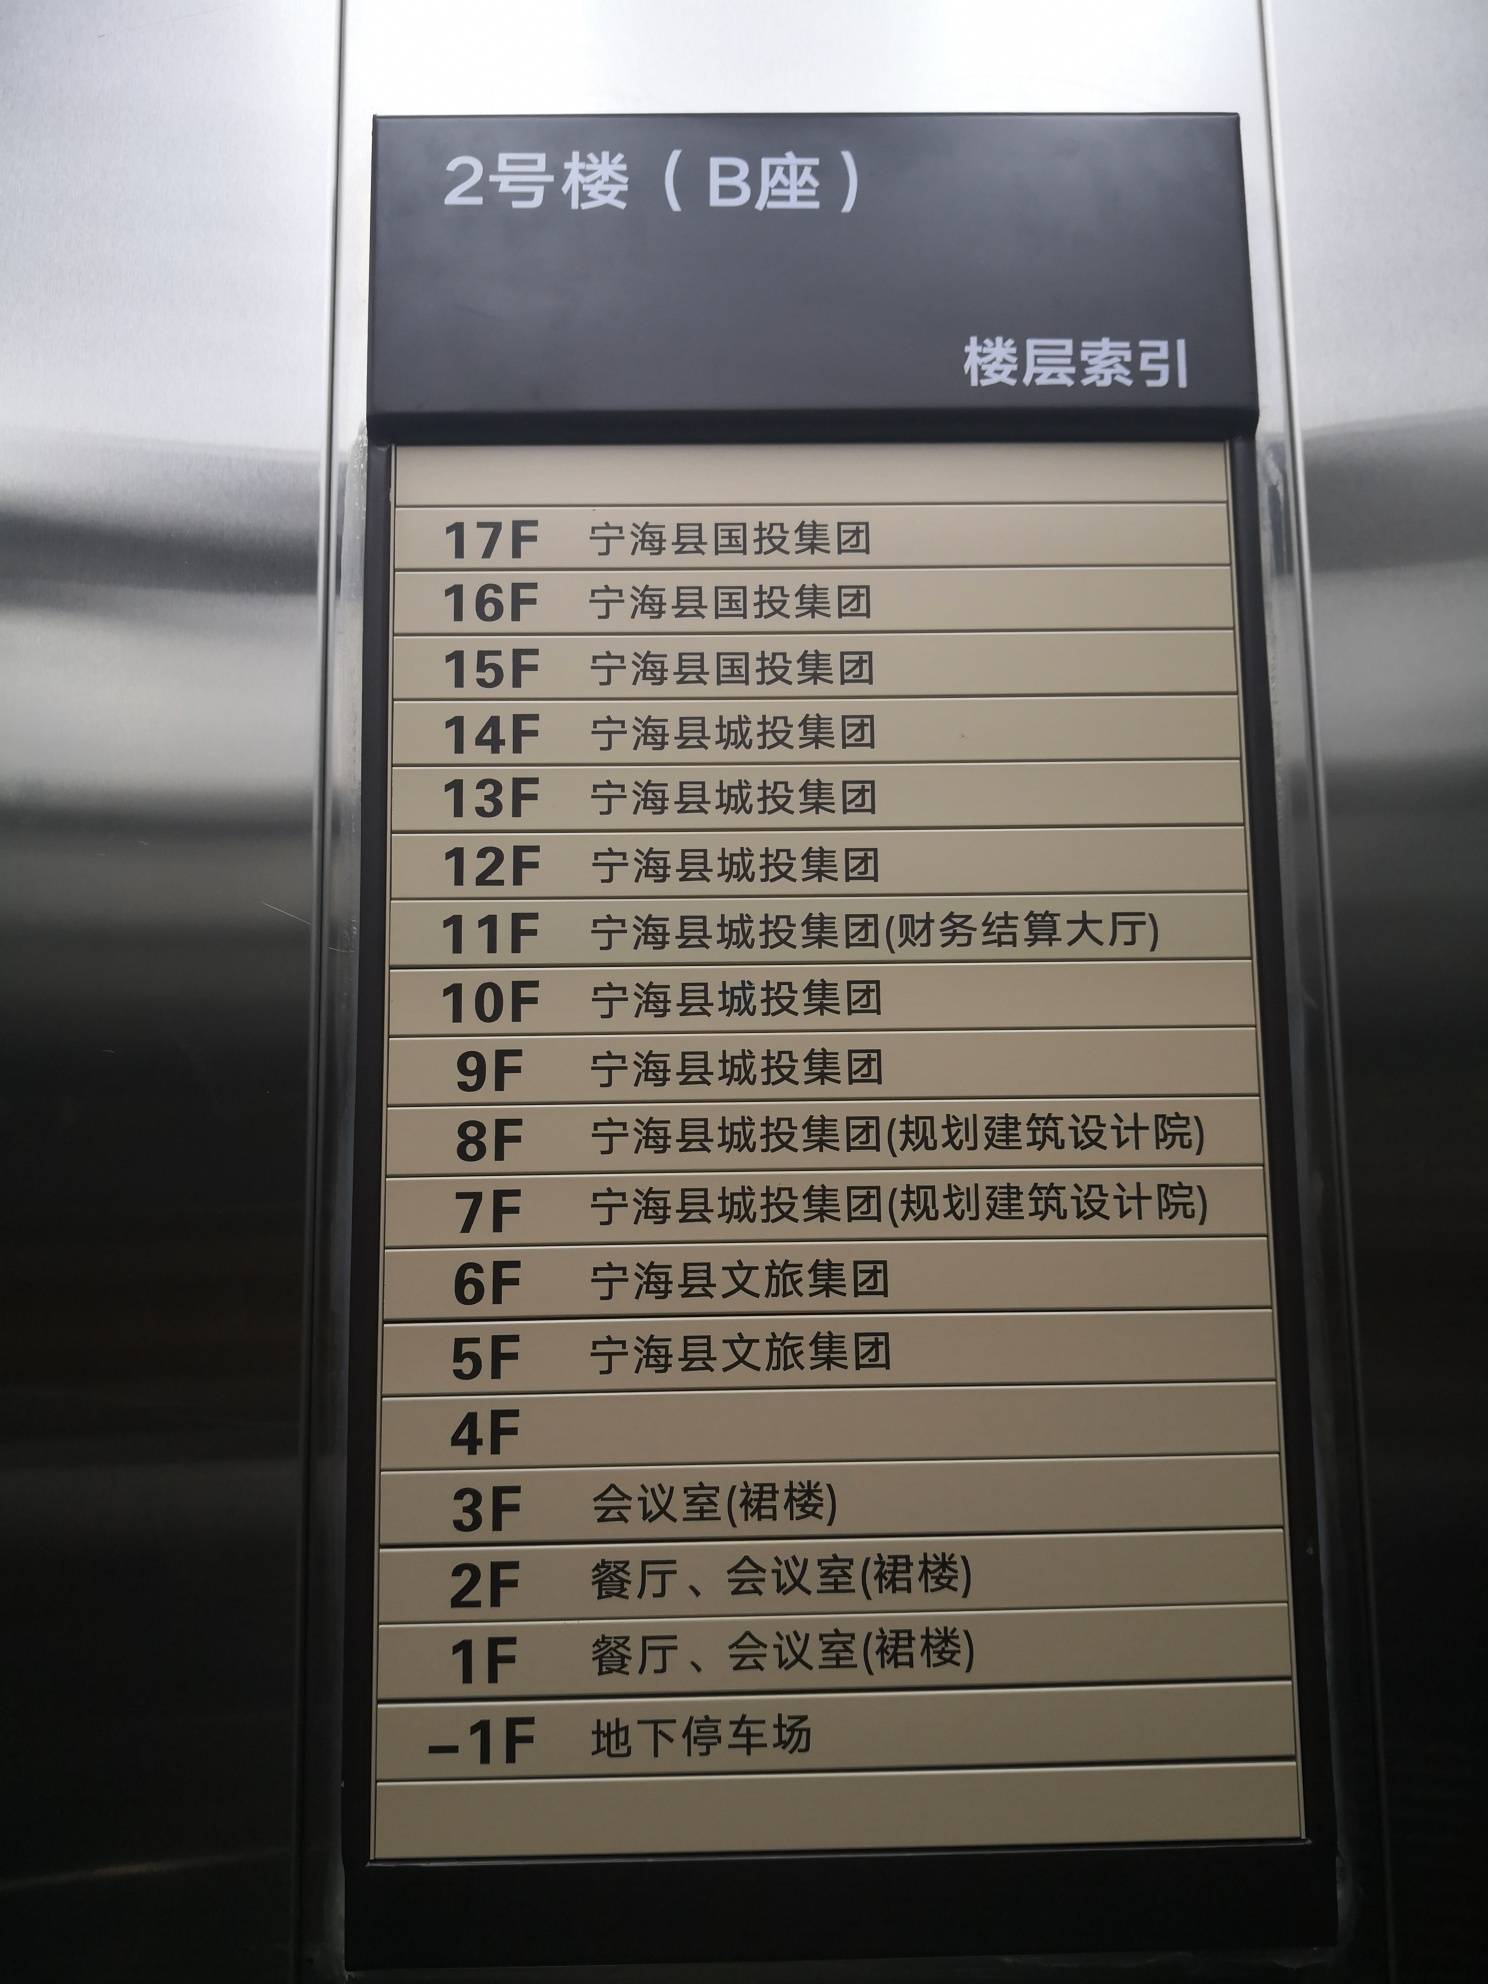 2号楼（B座）
楼层索引
17F 宁海县国投集团
16F 宁海县国投集团
15F 宁海县国投集团
14F 宁海县城投集团
13F 宁海县城投集团
12F 宁海县城投集团
11F 宁海县城投集团(财务结算大厅)
10F 宁海县城投集团
9F 宁海县城投集团
8F 宁海县城投集团(规划建筑设计院)
7F 宁海县城投集团(规划建筑设计院)
6F 宁海县文旅集团
5F 宁海县文旅集团
4F
3F 会议室(裙楼)
2F 餐厅、会议室(裙楼)
1F 餐厅、会议室(裙楼)
-1F 地下停车场